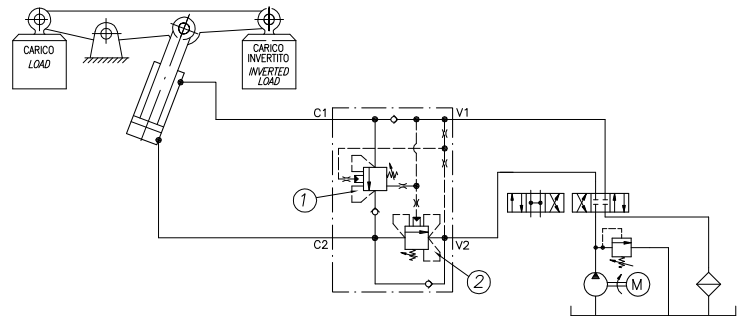 CARICO
LOAD
CARICO
INVERTITO
INVERTED
LOAD
C1
V1
1
C2
V2
2
M